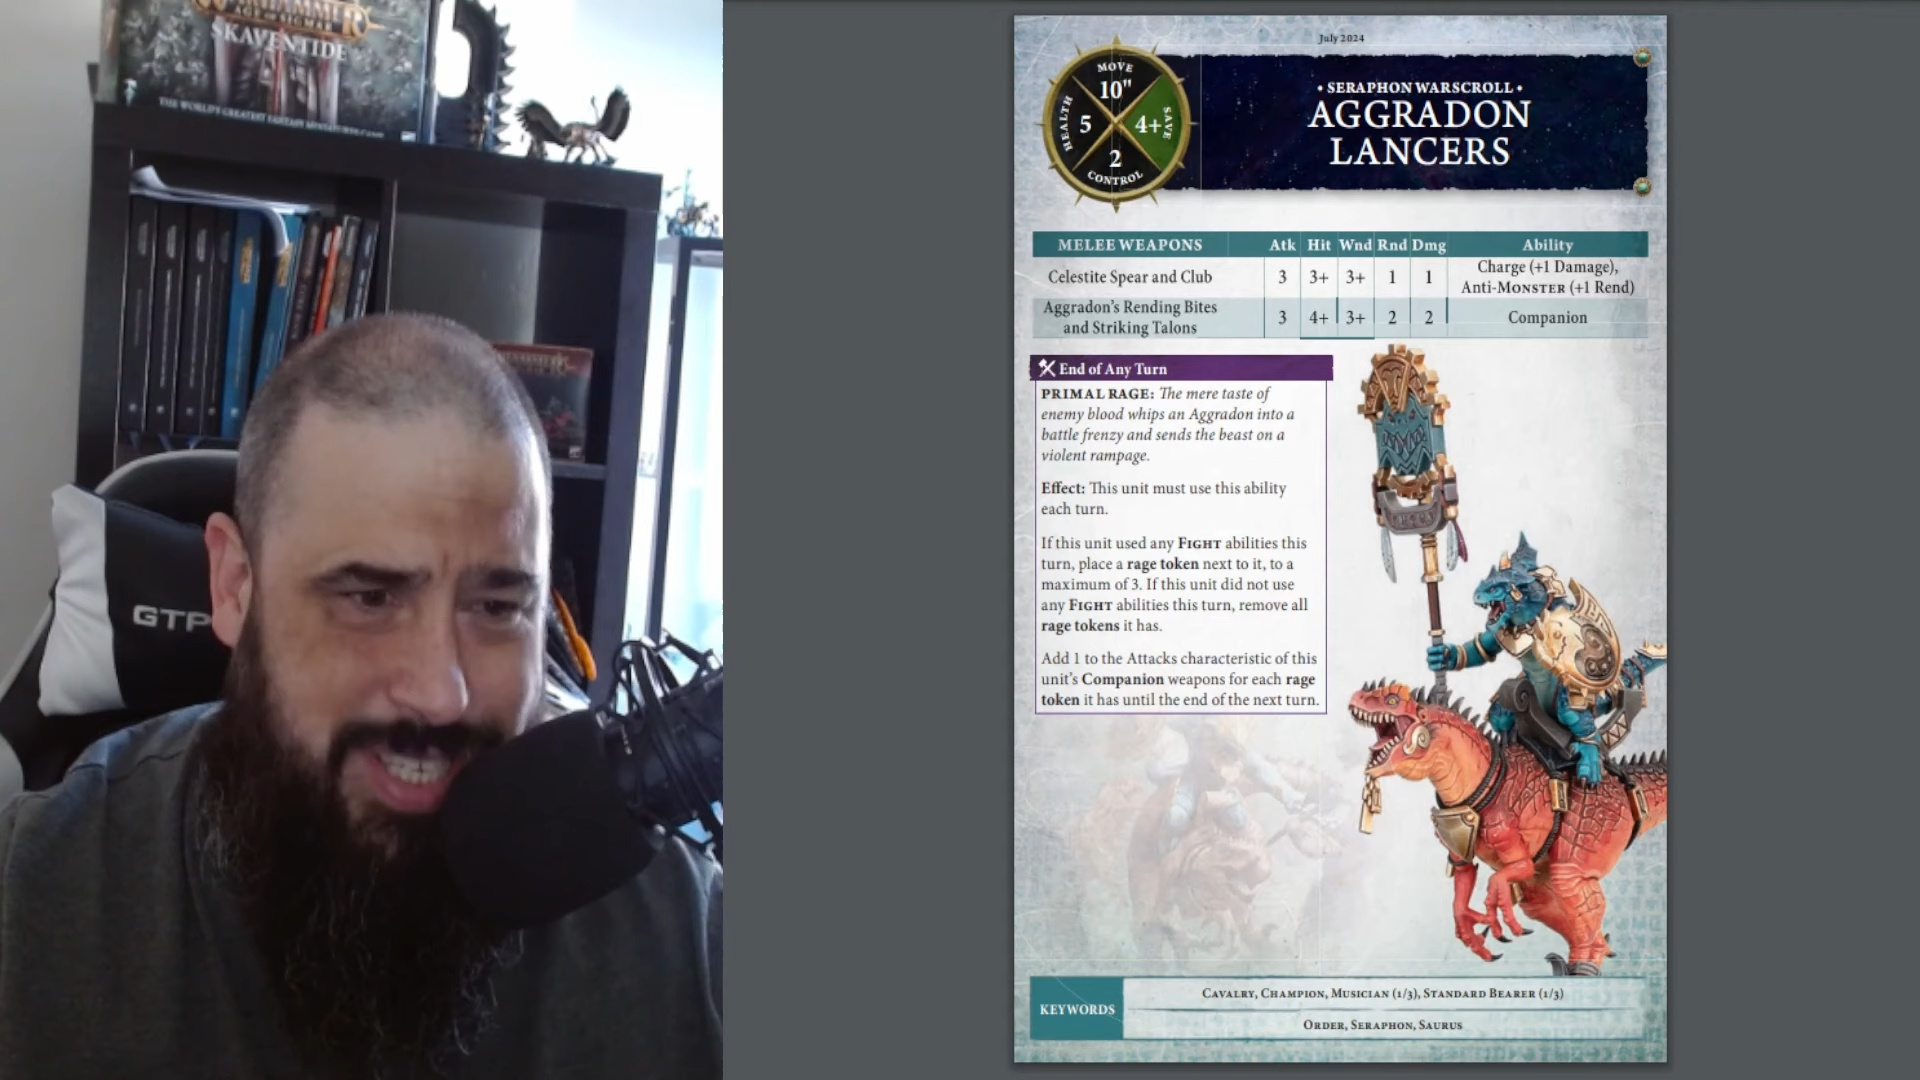 WARHAMMER
AGE OF SIGMAR
SKAVENTIDE
GTP
July 2024
MOVE
10"
HEALTH
5
4+
SAVE
2
CONTROL
• SERAPHON WARSCROLL •
AGGRADON
LANCERS
MELEE WEAPONS Atk Hit Wnd Rnd Dmg Ability
Celestite Spear and Club 3 3+ 3+ 1 1 Charge (+1 Damage), Anti-MONSTER (+1 Rend)
Aggradon's Rending Bites and Striking Talons 3 4+ 3+ 2 2 Companion
End of Any Turn
PRIMAL RAGE: The mere taste of
enemy blood whips an Aggradon into a
battle frenzy and sends the beast on a
violent rampage.
Effect: This unit must use this ability
each turn.
If this unit used any FIGHT abilities this
turn, place a rage token next to it, to a
maximum of 3. If this unit did not use
any FIGHT abilities this turn, remove all
rage tokens it has.
Add 1 to the Attacks characteristic of this
unit's Companion weapons for each rage
token it has until the end of the next turn.
KEYWORDS
CAVALRY, CHAMPION, MUSICIAN (1/3), STANDARD BEARER (1/3)
ORDER, SERAPHON, SAURUS